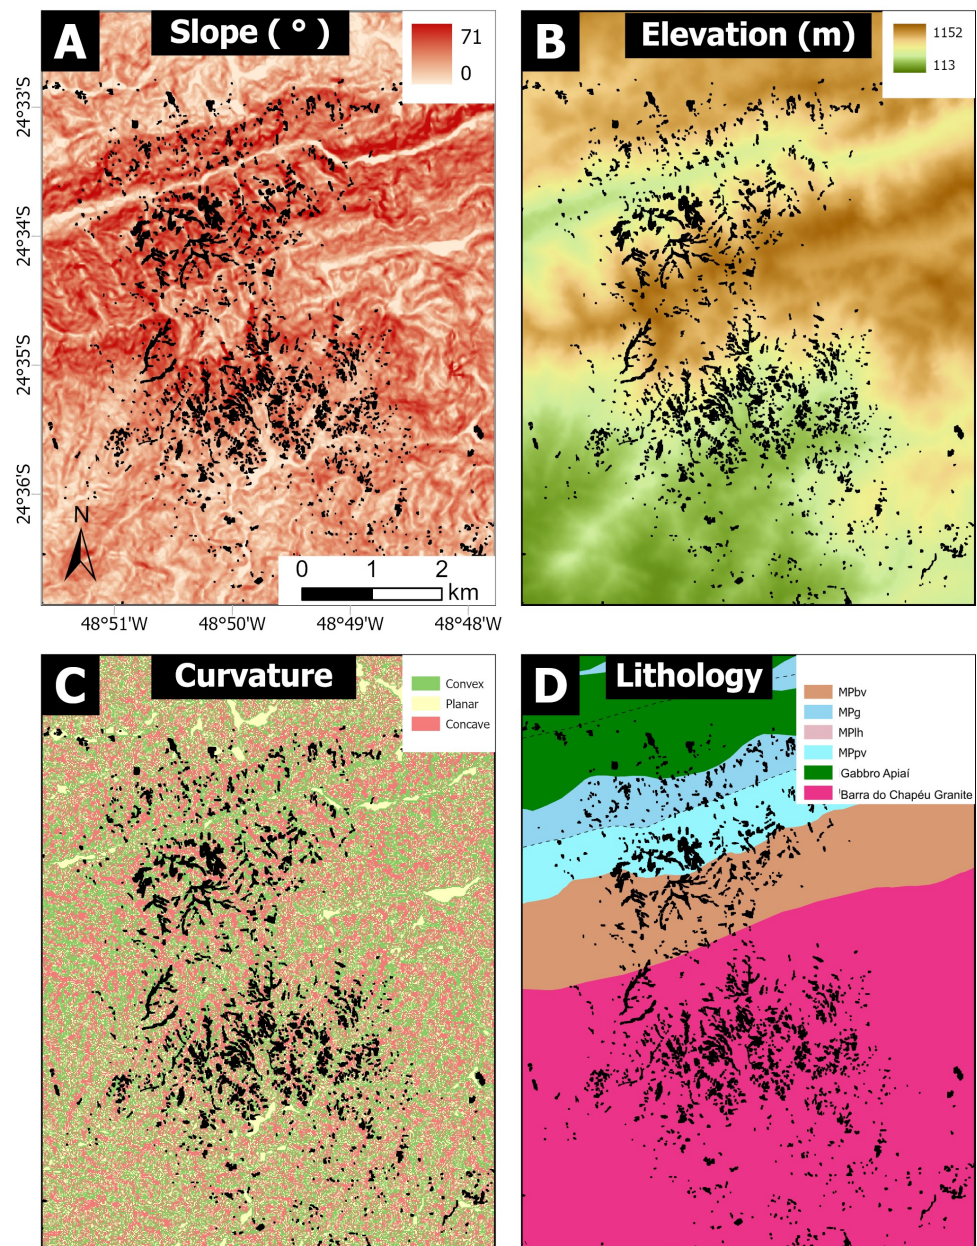 A
Slope ( ° )
71
0
B
Elevation (m)
1152
113
24°33'S
24°34'S
24°35'S
24°36'S
N
0 1 2
km
48°51'W 48°50'W 48°49'W 48°48'W
C
Curvature
Convex
Planar
Concave
D
Lithology
MPbv
MPg
MPlh
MPpv
Gabbro Apiaí
Barra do Chapéu Granite